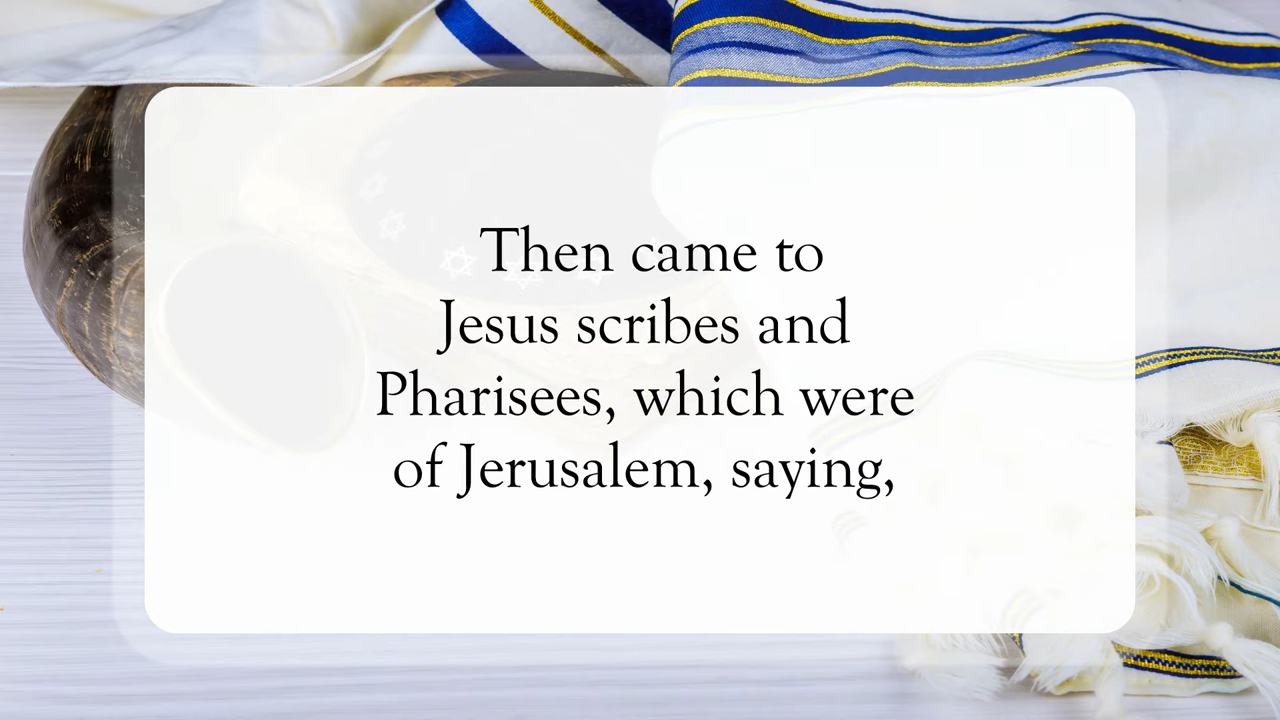 Then came to
Jesus scribes and
Pharisees, which were
of Jerusalem, saying,